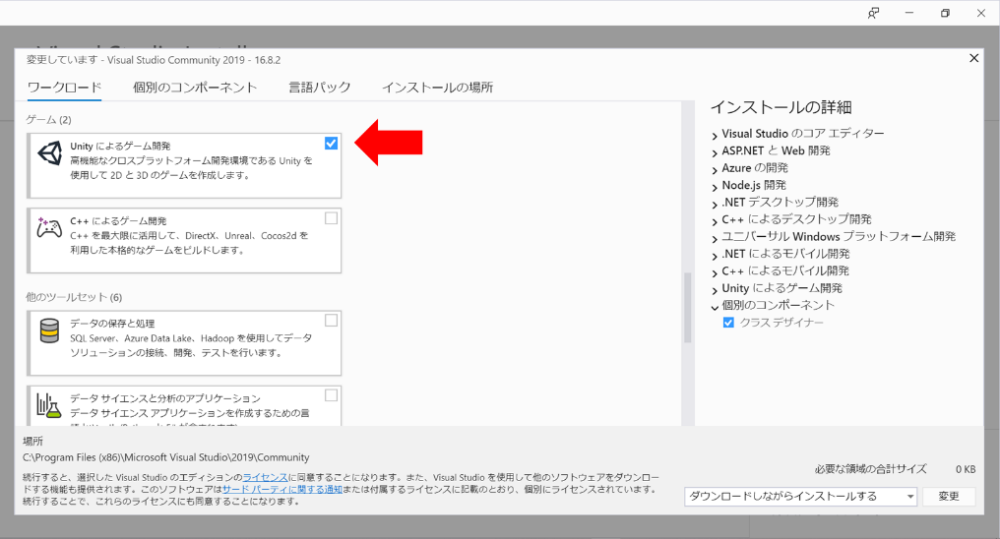 変更しています - Visual Studio Community 2019 - 16.8.2
ワークロード 個別のコンポーネント 言語パック インストールの場所
ゲーム (2)
Unity によるゲーム開発
高機能なクロスプラットフォーム開発環境である Unity を
使用して 2D と 3D のゲームを作成します。
C++ によるゲーム開発
C++ を最大限に活用して、DirectX、Unreal、Cocos2d を
利用した本格的なゲームをビルドします。
他のツールセット (6)
データの保存と処理
SQL Server、Azure Data Lake、Hadoop を使用してデータ
ソリューションの接続、開発、テストを行います。
データ サイエンスと分析のアプリケーション
データ サイエンス アプリケーションを作成するための言
インストールの詳細
Visual Studio のコア エディター
ASP.NET と Web 開発
Azure の開発
Node.js 開発
.NET デスクトップ開発
C++ によるデスクトップ開発
ユニバーサル Windows プラットフォーム開発
.NET によるモバイル開発
C++ によるモバイル開発
Unity によるゲーム開発
個別のコンポーネント
クラス デザイナー
場所
C:\Program Files (x86)\Microsoft Visual Studio\2019\Community
続行すると、選択した Visual Studio のエディションのライセンスに同意することになります。また、Visual Studio を使用して他のソフトウェアをダウンロー
ドする機能も提供されます。このソフトウェアはサード パーティに関する通知または付属するライセンスに記載のとおり、個別にライセンスされています。
続行することで、これらのライセンスにも同意することになります。
必要な領域の合計サイズ 0 KB
ダウンロードしながらインストールする 変更